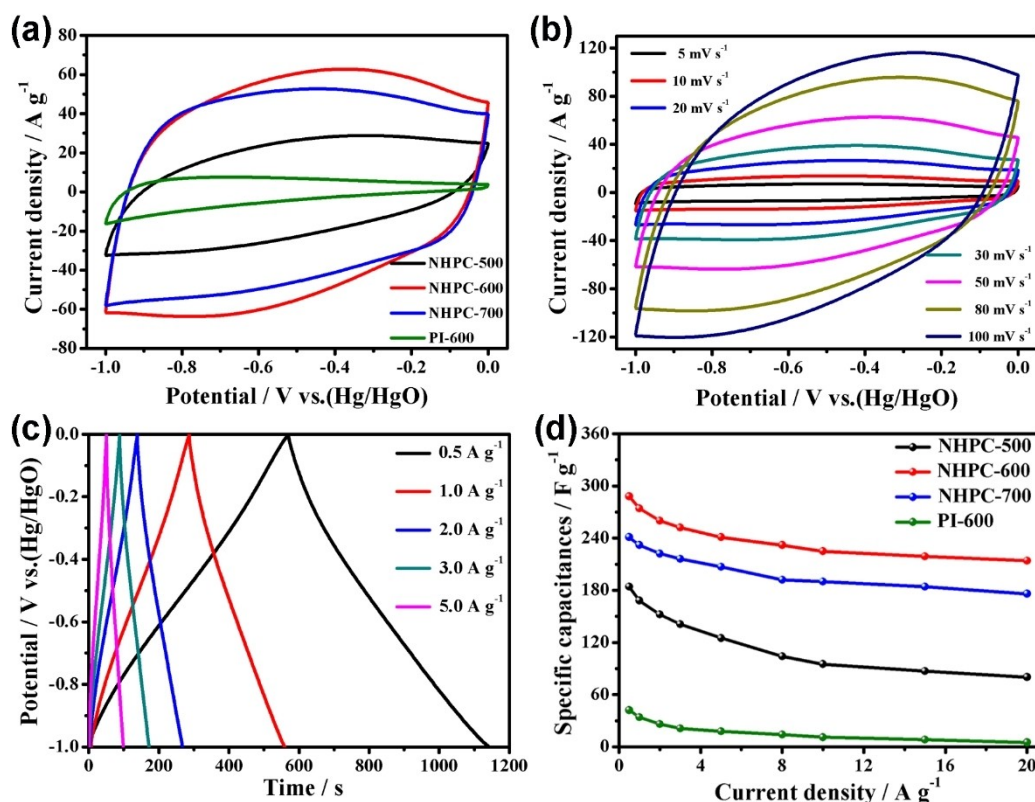 (a)
80
60
40
20
0
-20
-40
-60
-80
Current density / A g-1
-1.0 -0.8 -0.6 -0.4 -0.2 0.0
Potential / V vs.(Hg/HgO)
NHPC-500
NHPC-600
NHPC-700
PI-600
(b)
120
80
40
0
-40
-80
-120
Current density / A g-1
-1.0 -0.8 -0.6 -0.4 -0.2 0.0
Potential / V vs.(Hg/HgO)
5 mV s-1
10 mV s-1
20 mV s-1
30 mV s-1
50 mV s-1
80 mV s-1
100 mV s-1
(c)
0.0
-0.2
-0.4
-0.6
-0.8
-1.0
Potential / V vs.(Hg/HgO)
0 200 400 600 800 1000 1200
Time / s
0.5 A g-1
1.0 A g-1
2.0 A g-1
3.0 A g-1
5.0 A g-1
(d)
360
300
240
180
120
60
0
Specific capacitances / F g-1
0 4 8 12 16 20
Current density / A g-1
NHPC-500
NHPC-600
NHPC-700
PI-600